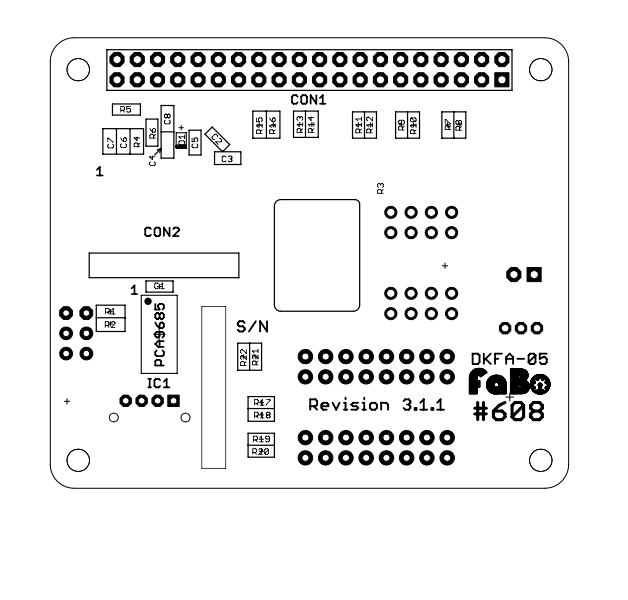 CON1
R5
C8
R15
R16
R13
R14
R11
R12
R9
R10
R7
R8
C7
C6
R4
R6
D1
+
C5
C2
C4
C3
1
R3
CON2
1
R1
R2
PCA9685
IC1
S/N
R22
R21
DKFA-05
FaBo
#608
Revision 3.1.1
R17
R18
R19
R20